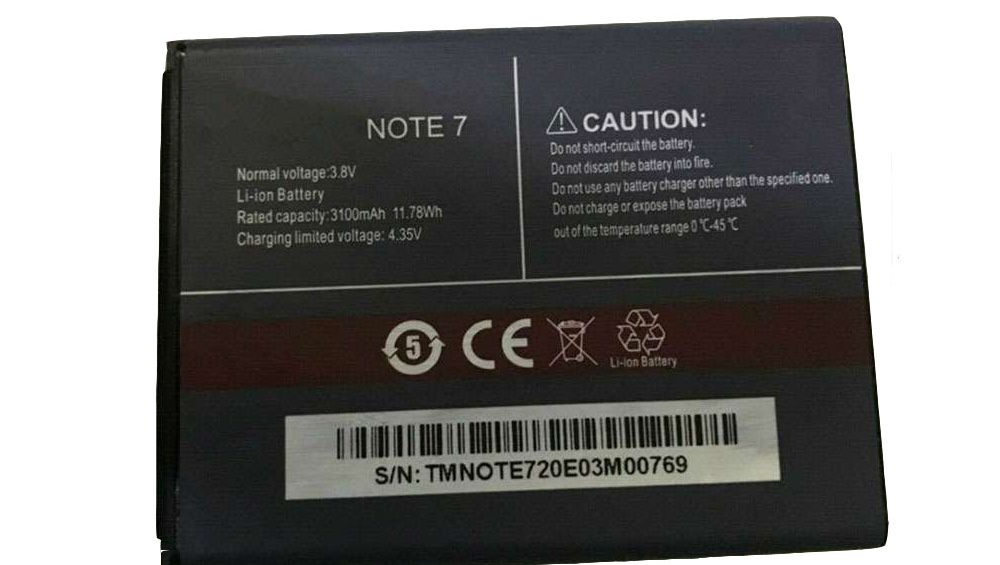 NOTE 7
Normal voltage:3.8V
Li-ion Battery
Rated capacity:3100mAh 11.78Wh
Charging limited voltage: 4.35V
CAUTION:
Do not short-circuit the battery.
Do not discard the battery into fire.
Do not use any battery charger other than the specified one.
Do not charge or expose the battery pack
out of the temperature range 0 ℃-45 ℃
5
CE
Li-ion Battery
S/N: TMNOTE720E03M00769